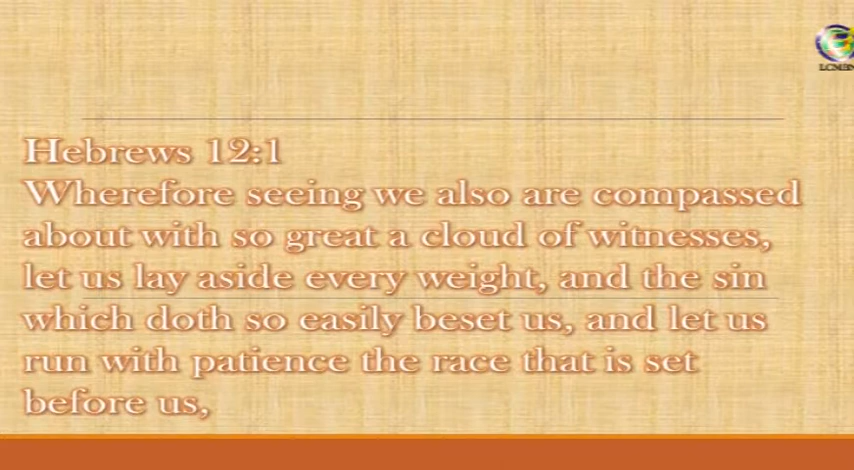 Hebrews 12:1
Wherefore seeing we also are compassed
about with so great a cloud of witnesses,
let us lay aside every weight, and the sin
which doth so easily beset us, and let us
run with patience the race that is set
before us,